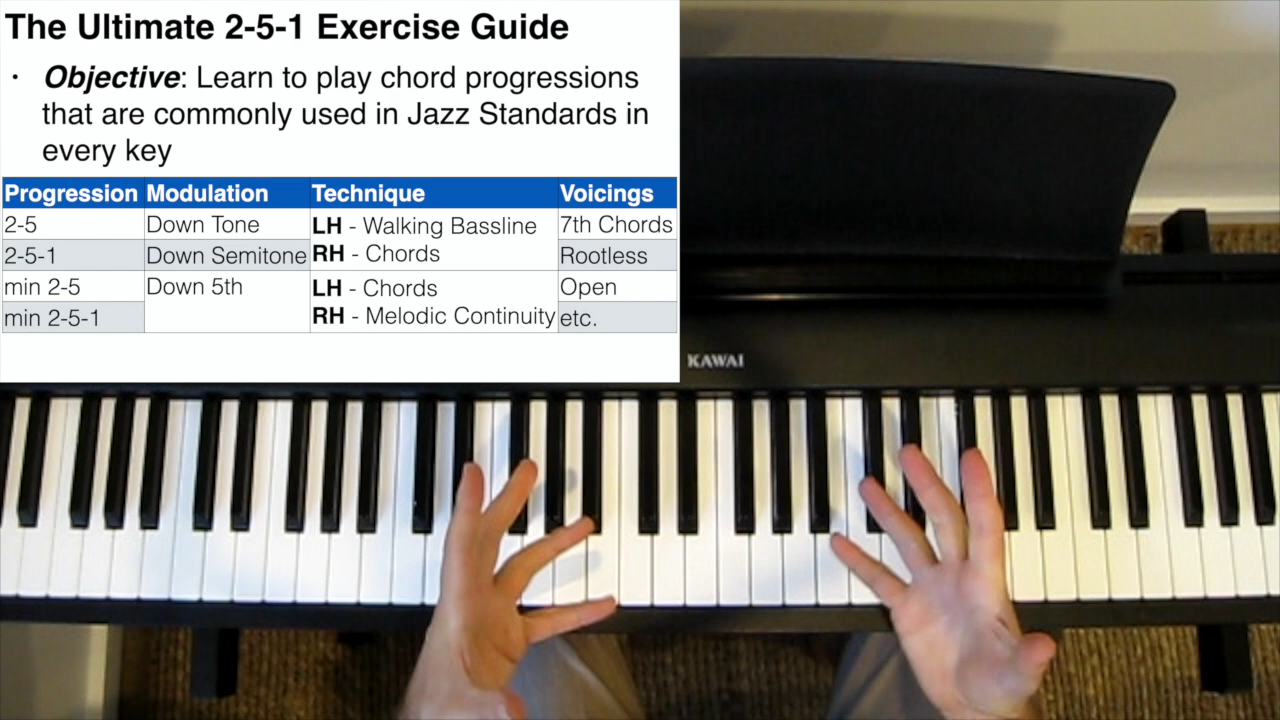 The Ultimate 2-5-1 Exercise Guide
• Objective: Learn to play chord progressions
that are commonly used in Jazz Standards in
every key
Progression Modulation Technique Voicings
2-5 Down Tone LH - Walking Bassline 7th Chords
2-5-1 Down Semitone RH - Chords Rootless
min 2-5 Down 5th LH - Chords Open
min 2-5-1 RH - Melodic Continuity etc.
KAWAI